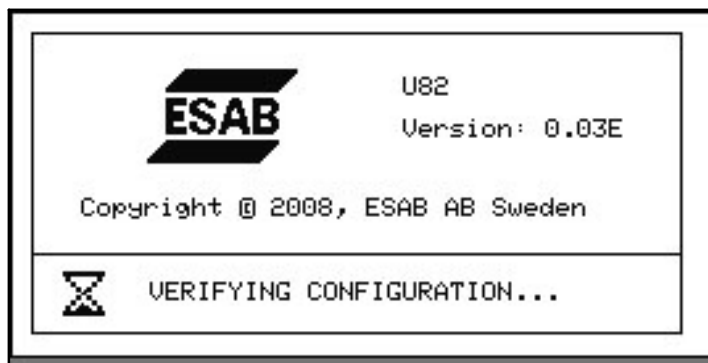 ESAB
U82
Version: 0.03E
Copyright © 2008, ESAB AB Sweden
VERIFYING CONFIGURATION...